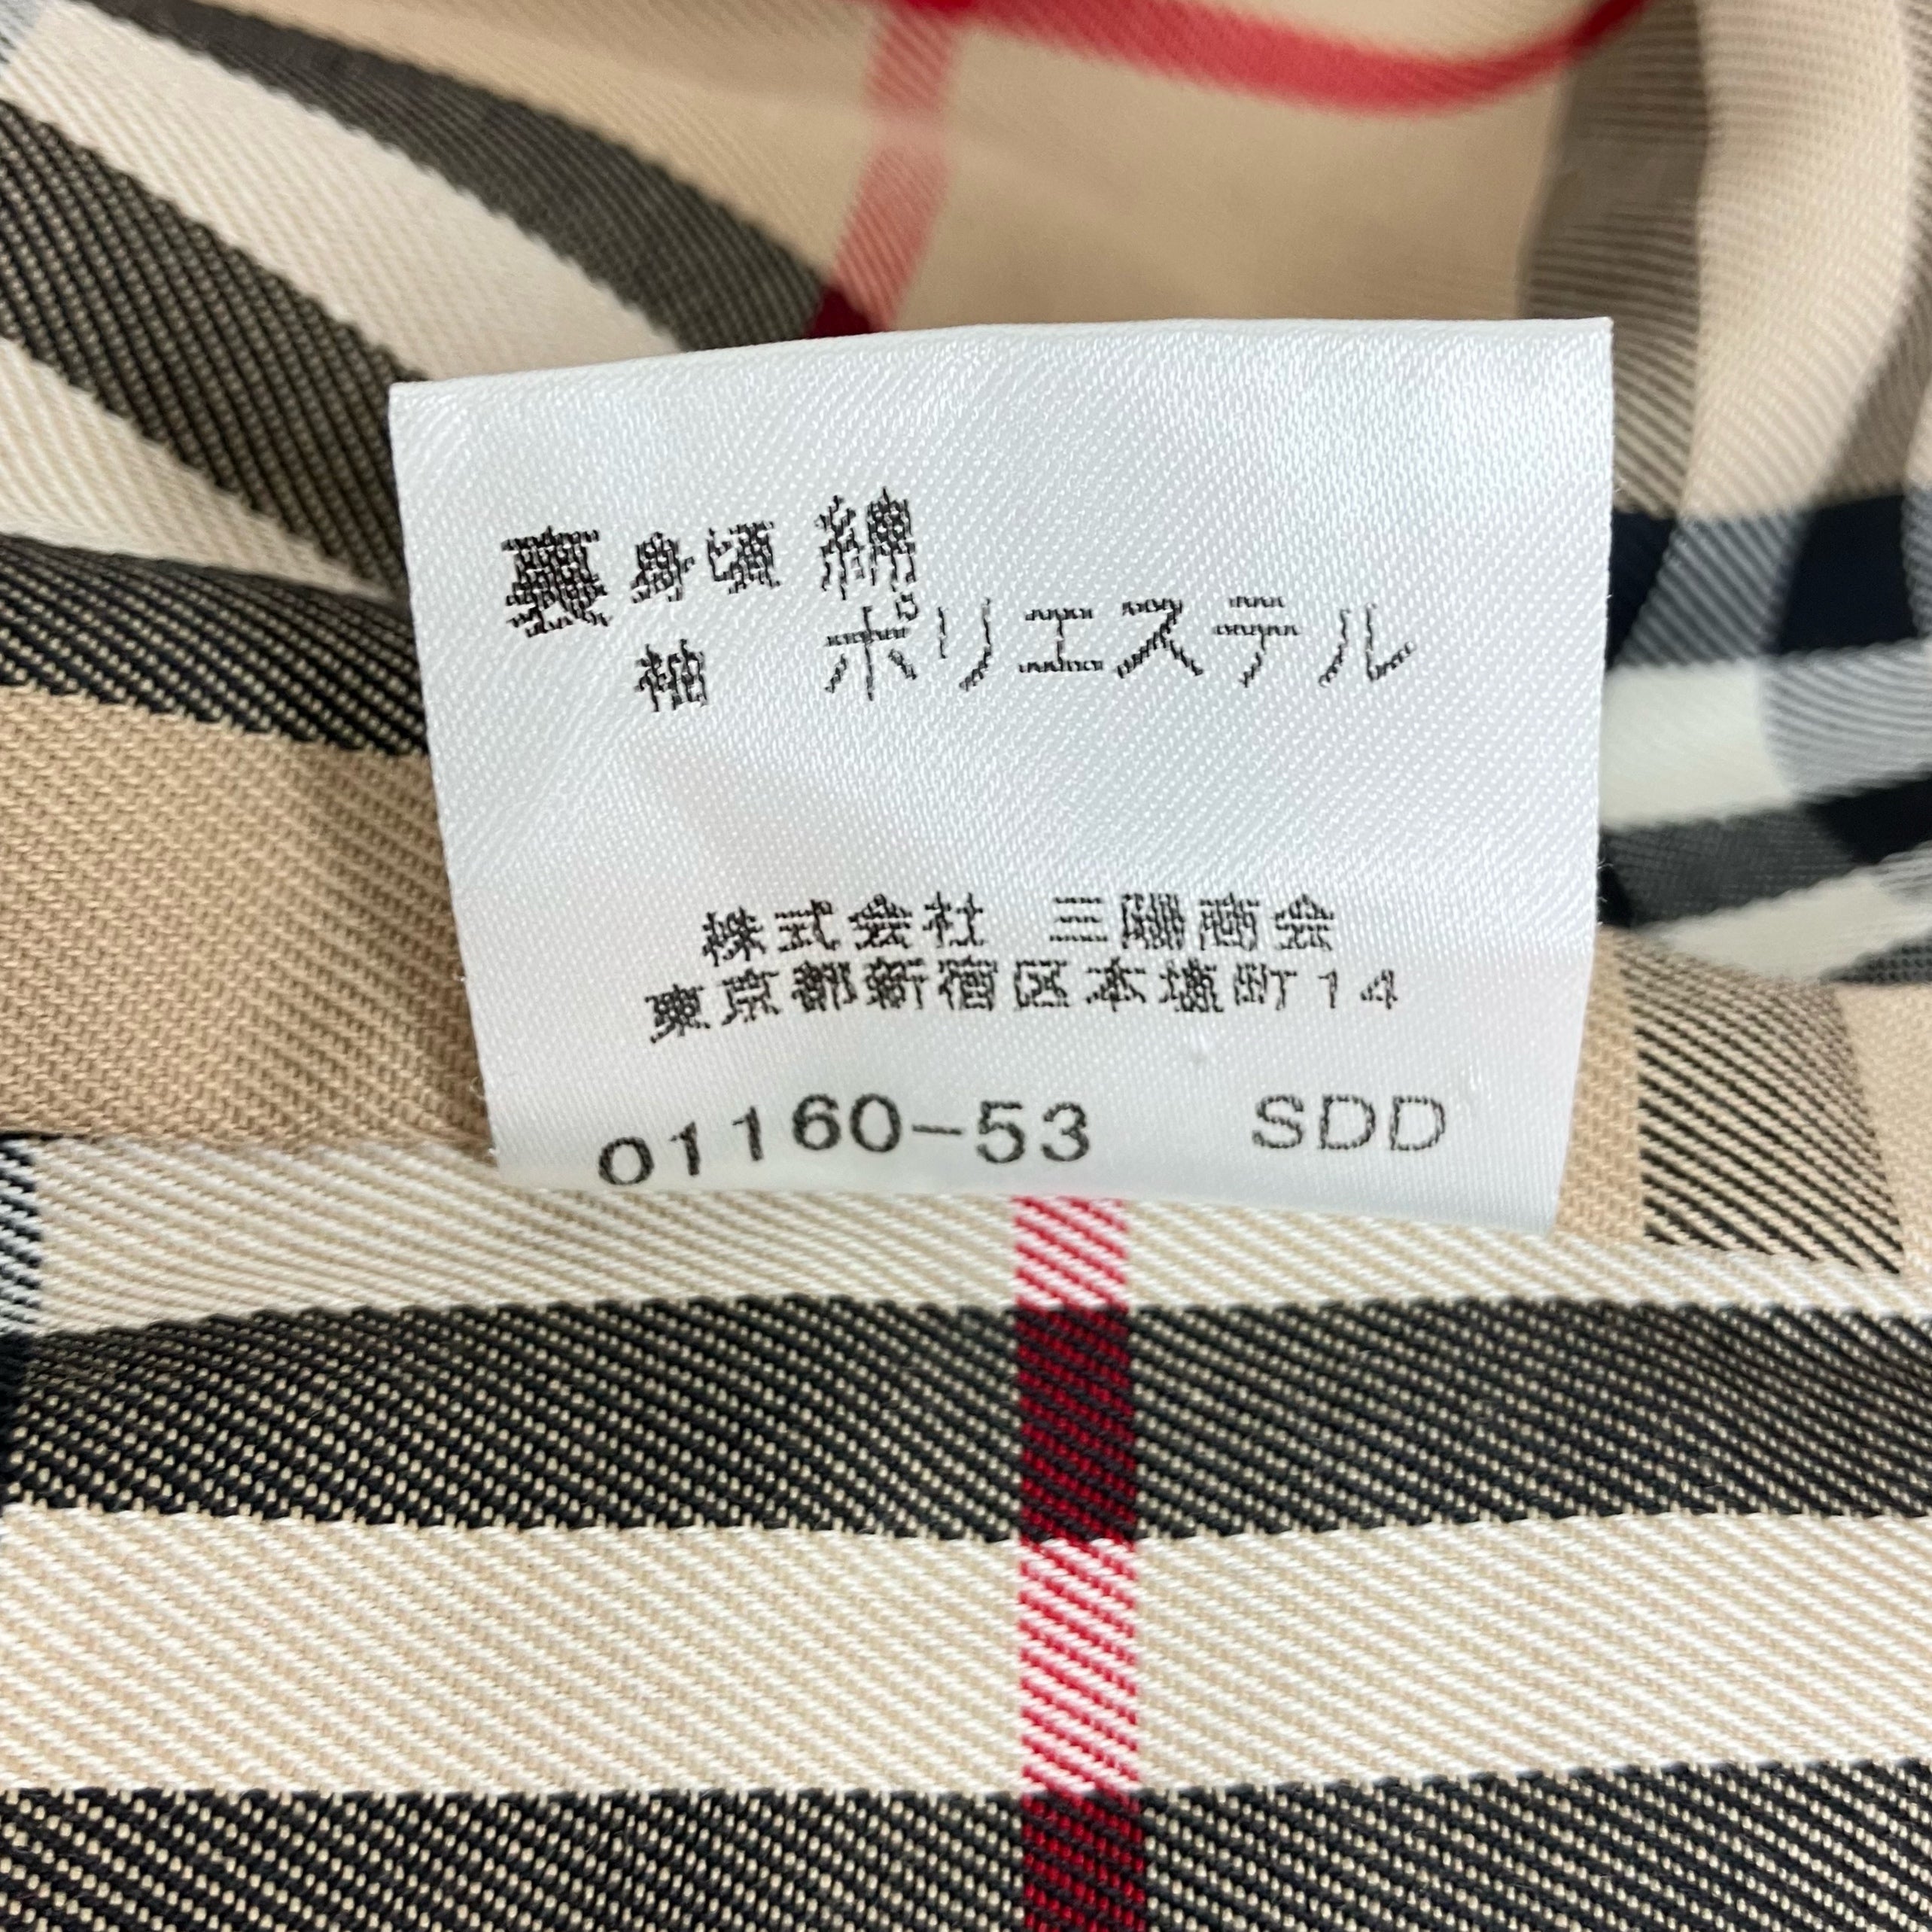 裏 身頃 綿
袖 ポリエステル
株式会社 三陽商会
東京都新宿区本塩町14
01160-53 SDD